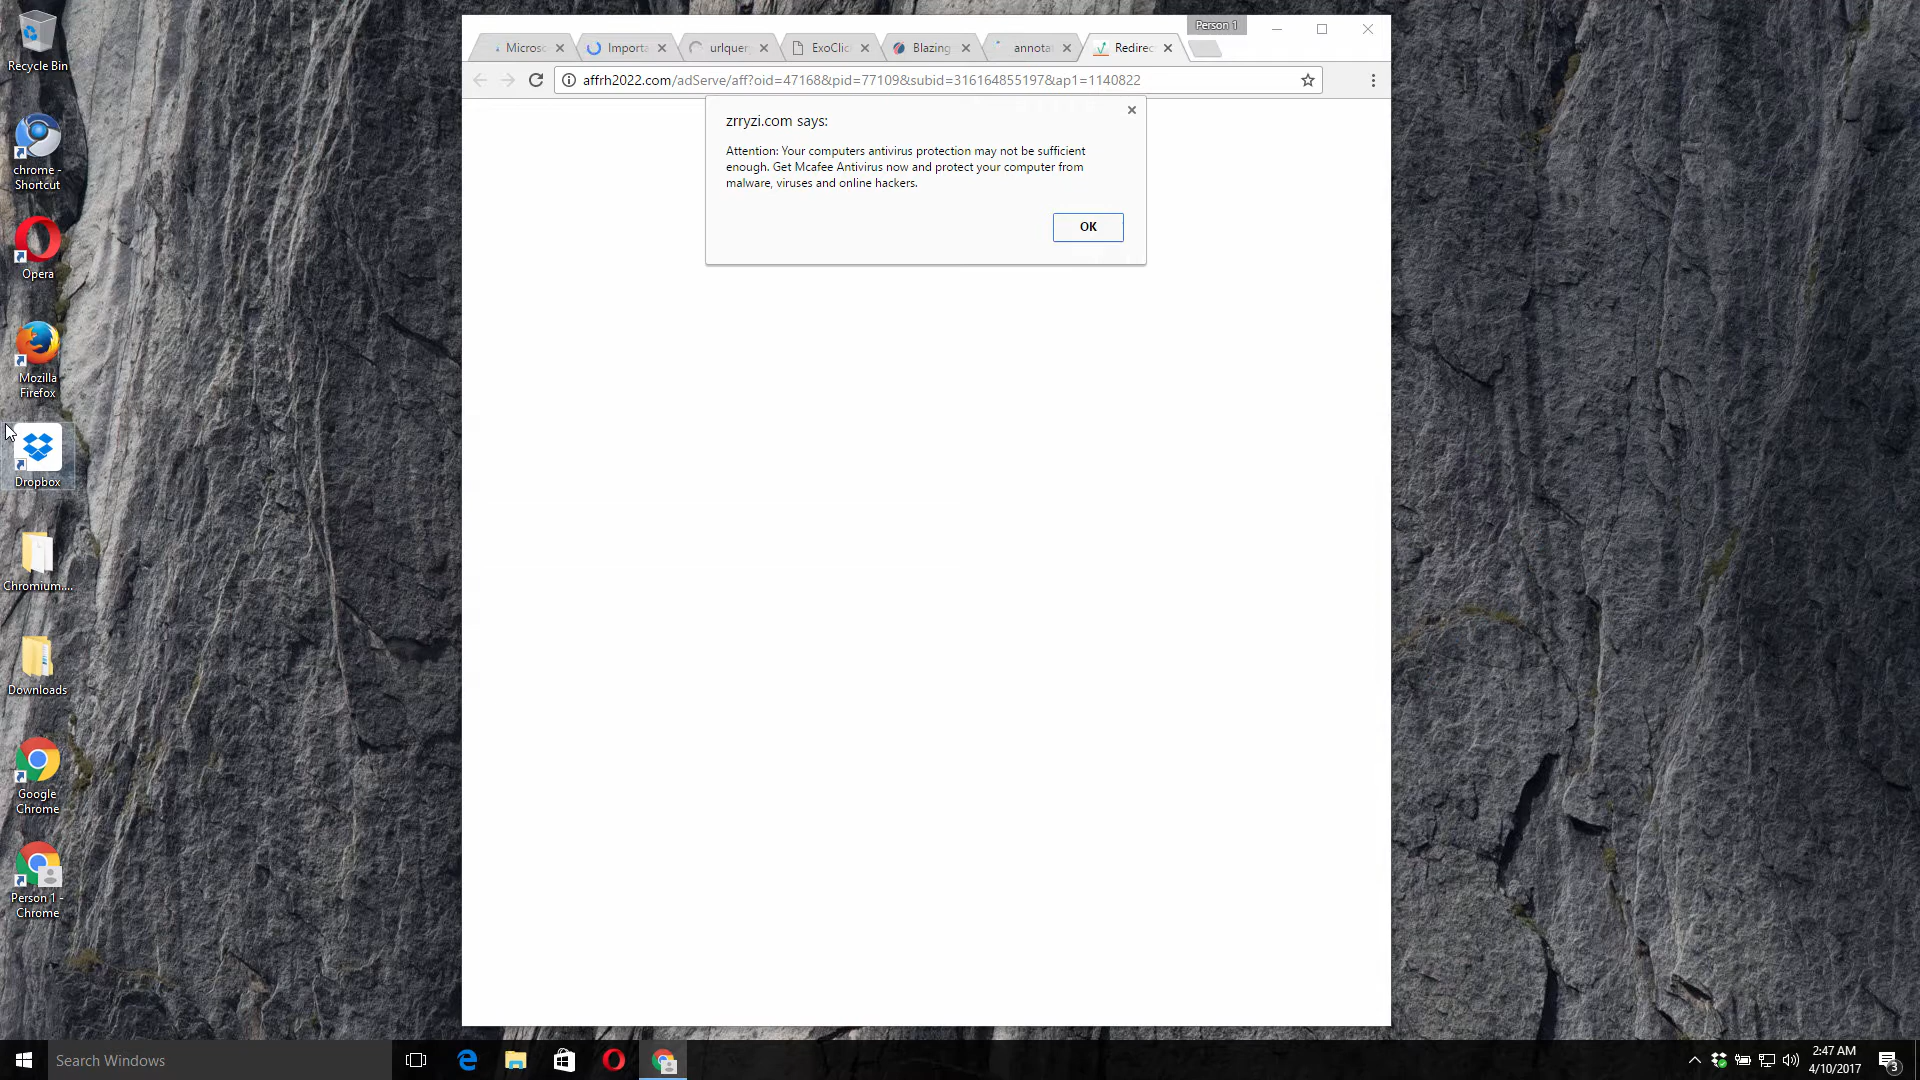 Recycle Bin
chrome -
Shortcut
Opera
Mozilla
Firefox
Dropbox
Chromium....
Downloads
Google
Chrome
Person 1 -
Chrome
Person 1
Microso
Importa
urlquer
ExoClic
Blazing
annotat
Redirec
affrh2022.com/adServe/aff?oid=47168&pid=77109&subid=316164855197&ap1=1140822
zrryzi.com says:
Attention: Your computers antivirus protection may not be sufficient
enough. Get Mcafee Antivirus now and protect your computer from
malware, viruses and online hackers.
OK
Search Windows
2:47 AM
4/10/2017
3